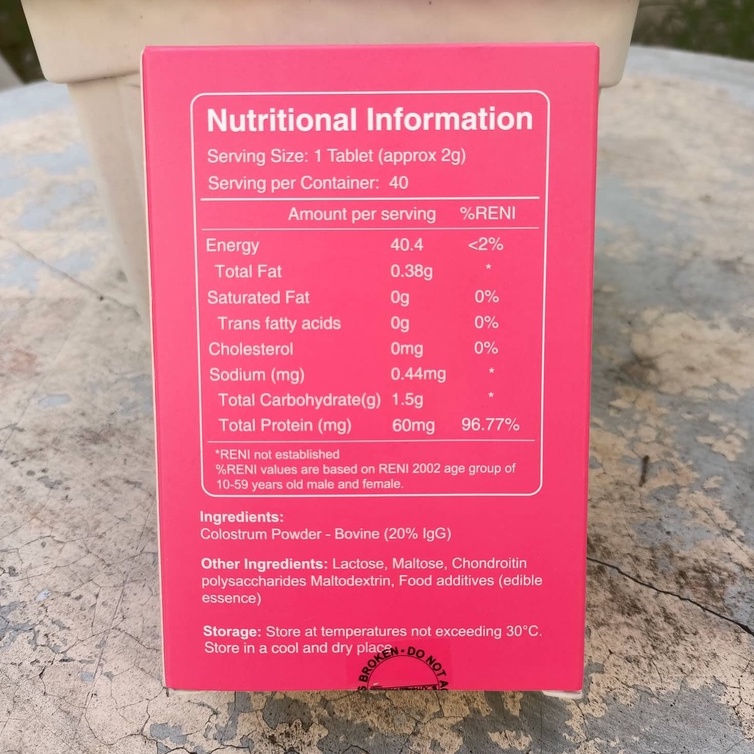 Nutritional Information
Serving Size: 1 Tablet (approx 2g)
Serving per Container: 40
Amount per serving %RENI
Energy 40.4 <2%
Total Fat 0.38g *
Saturated Fat 0g 0%
Trans fatty acids 0g 0%
Cholesterol 0mg 0%
Sodium (mg) 0.44mg *
Total Carbohydrate(g) 1.5g *
Total Protein (mg) 60mg 96.77%
*RENI not established
%RENI values are based on RENI 2002 age group of
10-59 years old male and female.
Ingredients:
Colostrum Powder - Bovine (20% IgG)
Other Ingredients: Lactose, Maltose, Chondroitin
polysaccharides Maltodextrin, Food additives (edible
essence)
Storage: Store at temperatures not exceeding 30°C.
Store in a cool and dry place.
BROKEN - DO NOT